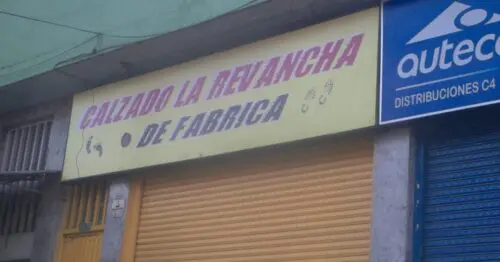 CALZADO LA REVANCHA
DE FABRICA
auteco
DISTRIBUCIONES C4